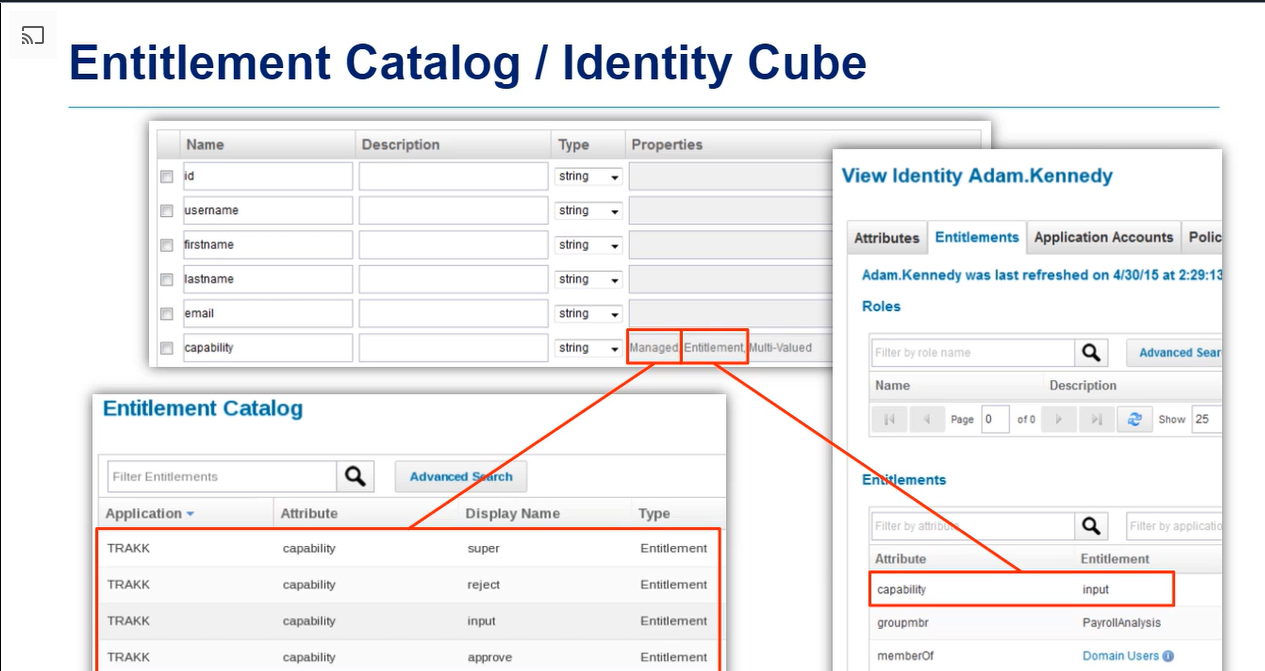 Entitlement Catalog / Identity Cube
Name Description Type Properties
id string
username string
firstname string
lastname string
email string
capability string Managed, Entitlement, Multi-Valued
View Identity Adam.Kennedy
Attributes Entitlements Application Accounts Polic
Adam.Kennedy was last refreshed on 4/30/15 at 2:29:13
Roles
Filter by role name Advanced Sear
Name Description
Page 0 of 0 Show 25
Entitlements
Filter by attribute Filter by applicatio
Attribute Entitlement
capability input
groupmbr PayrollAnalysis
memberOf Domain Users
Entitlement Catalog
Filter Entitlements Advanced Search
Application Attribute Display Name Type
TRAKK capability super Entitlement
TRAKK capability reject Entitlement
TRAKK capability input Entitlement
TRAKK capability approve Entitlement